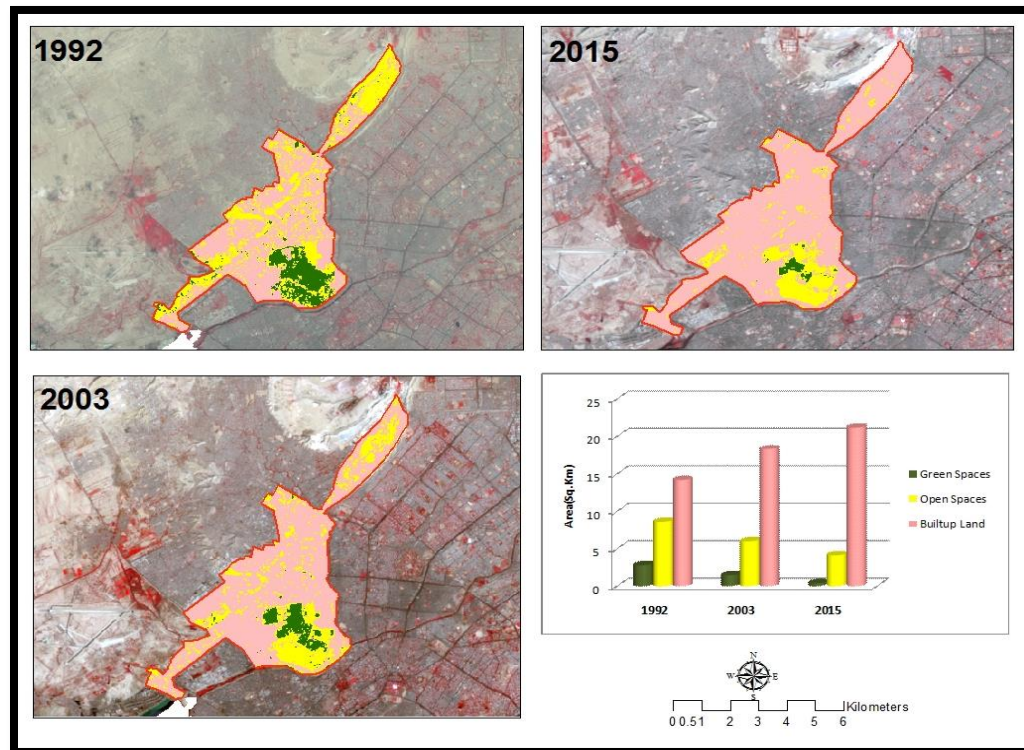 1992
2015
2003
25
20
15
10
5
0
Area(Sq.Km)
1992 2003 2015
Green Spaces
Open Spaces
Builtup Land
N
W E
S
Kilometers
0 0.5 1 2 3 4 5 6